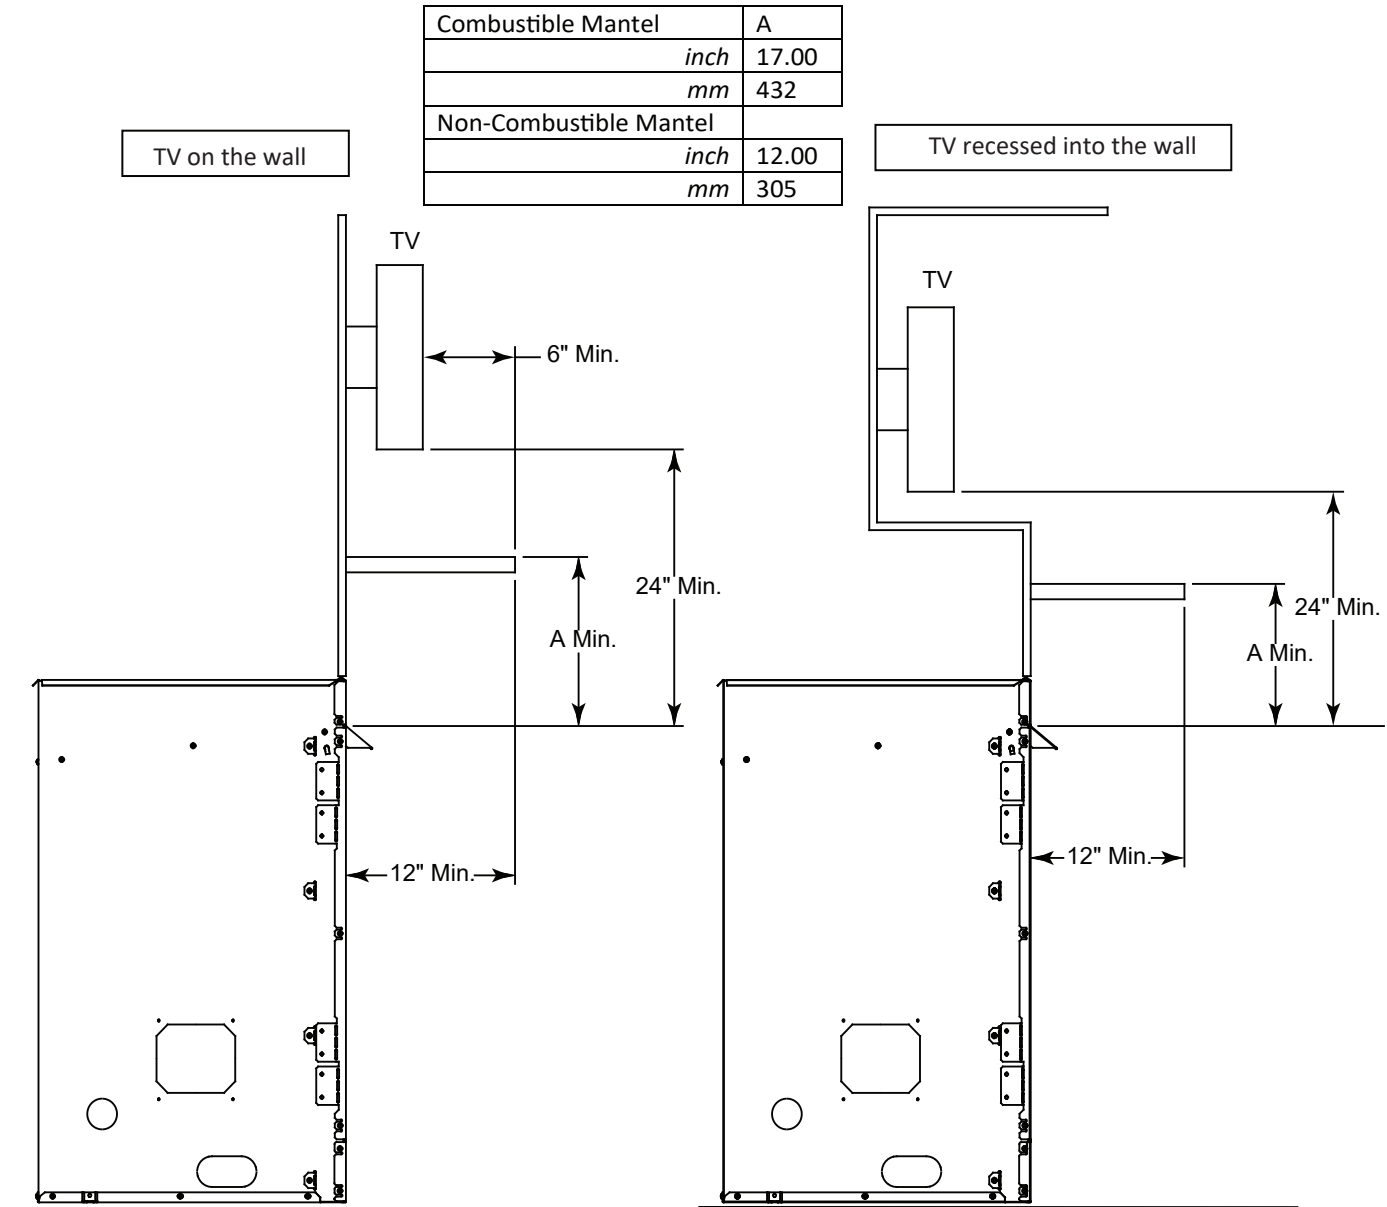 Combustible Mantel A
inch 17.00
mm 432
Non-Combustible Mantel
inch 12.00
mm 305
TV on the wall
TV recessed into the wall
TV
6" Min.
24" Min.
A Min.
12" Min.
TV
24" Min.
A Min.
12" Min.